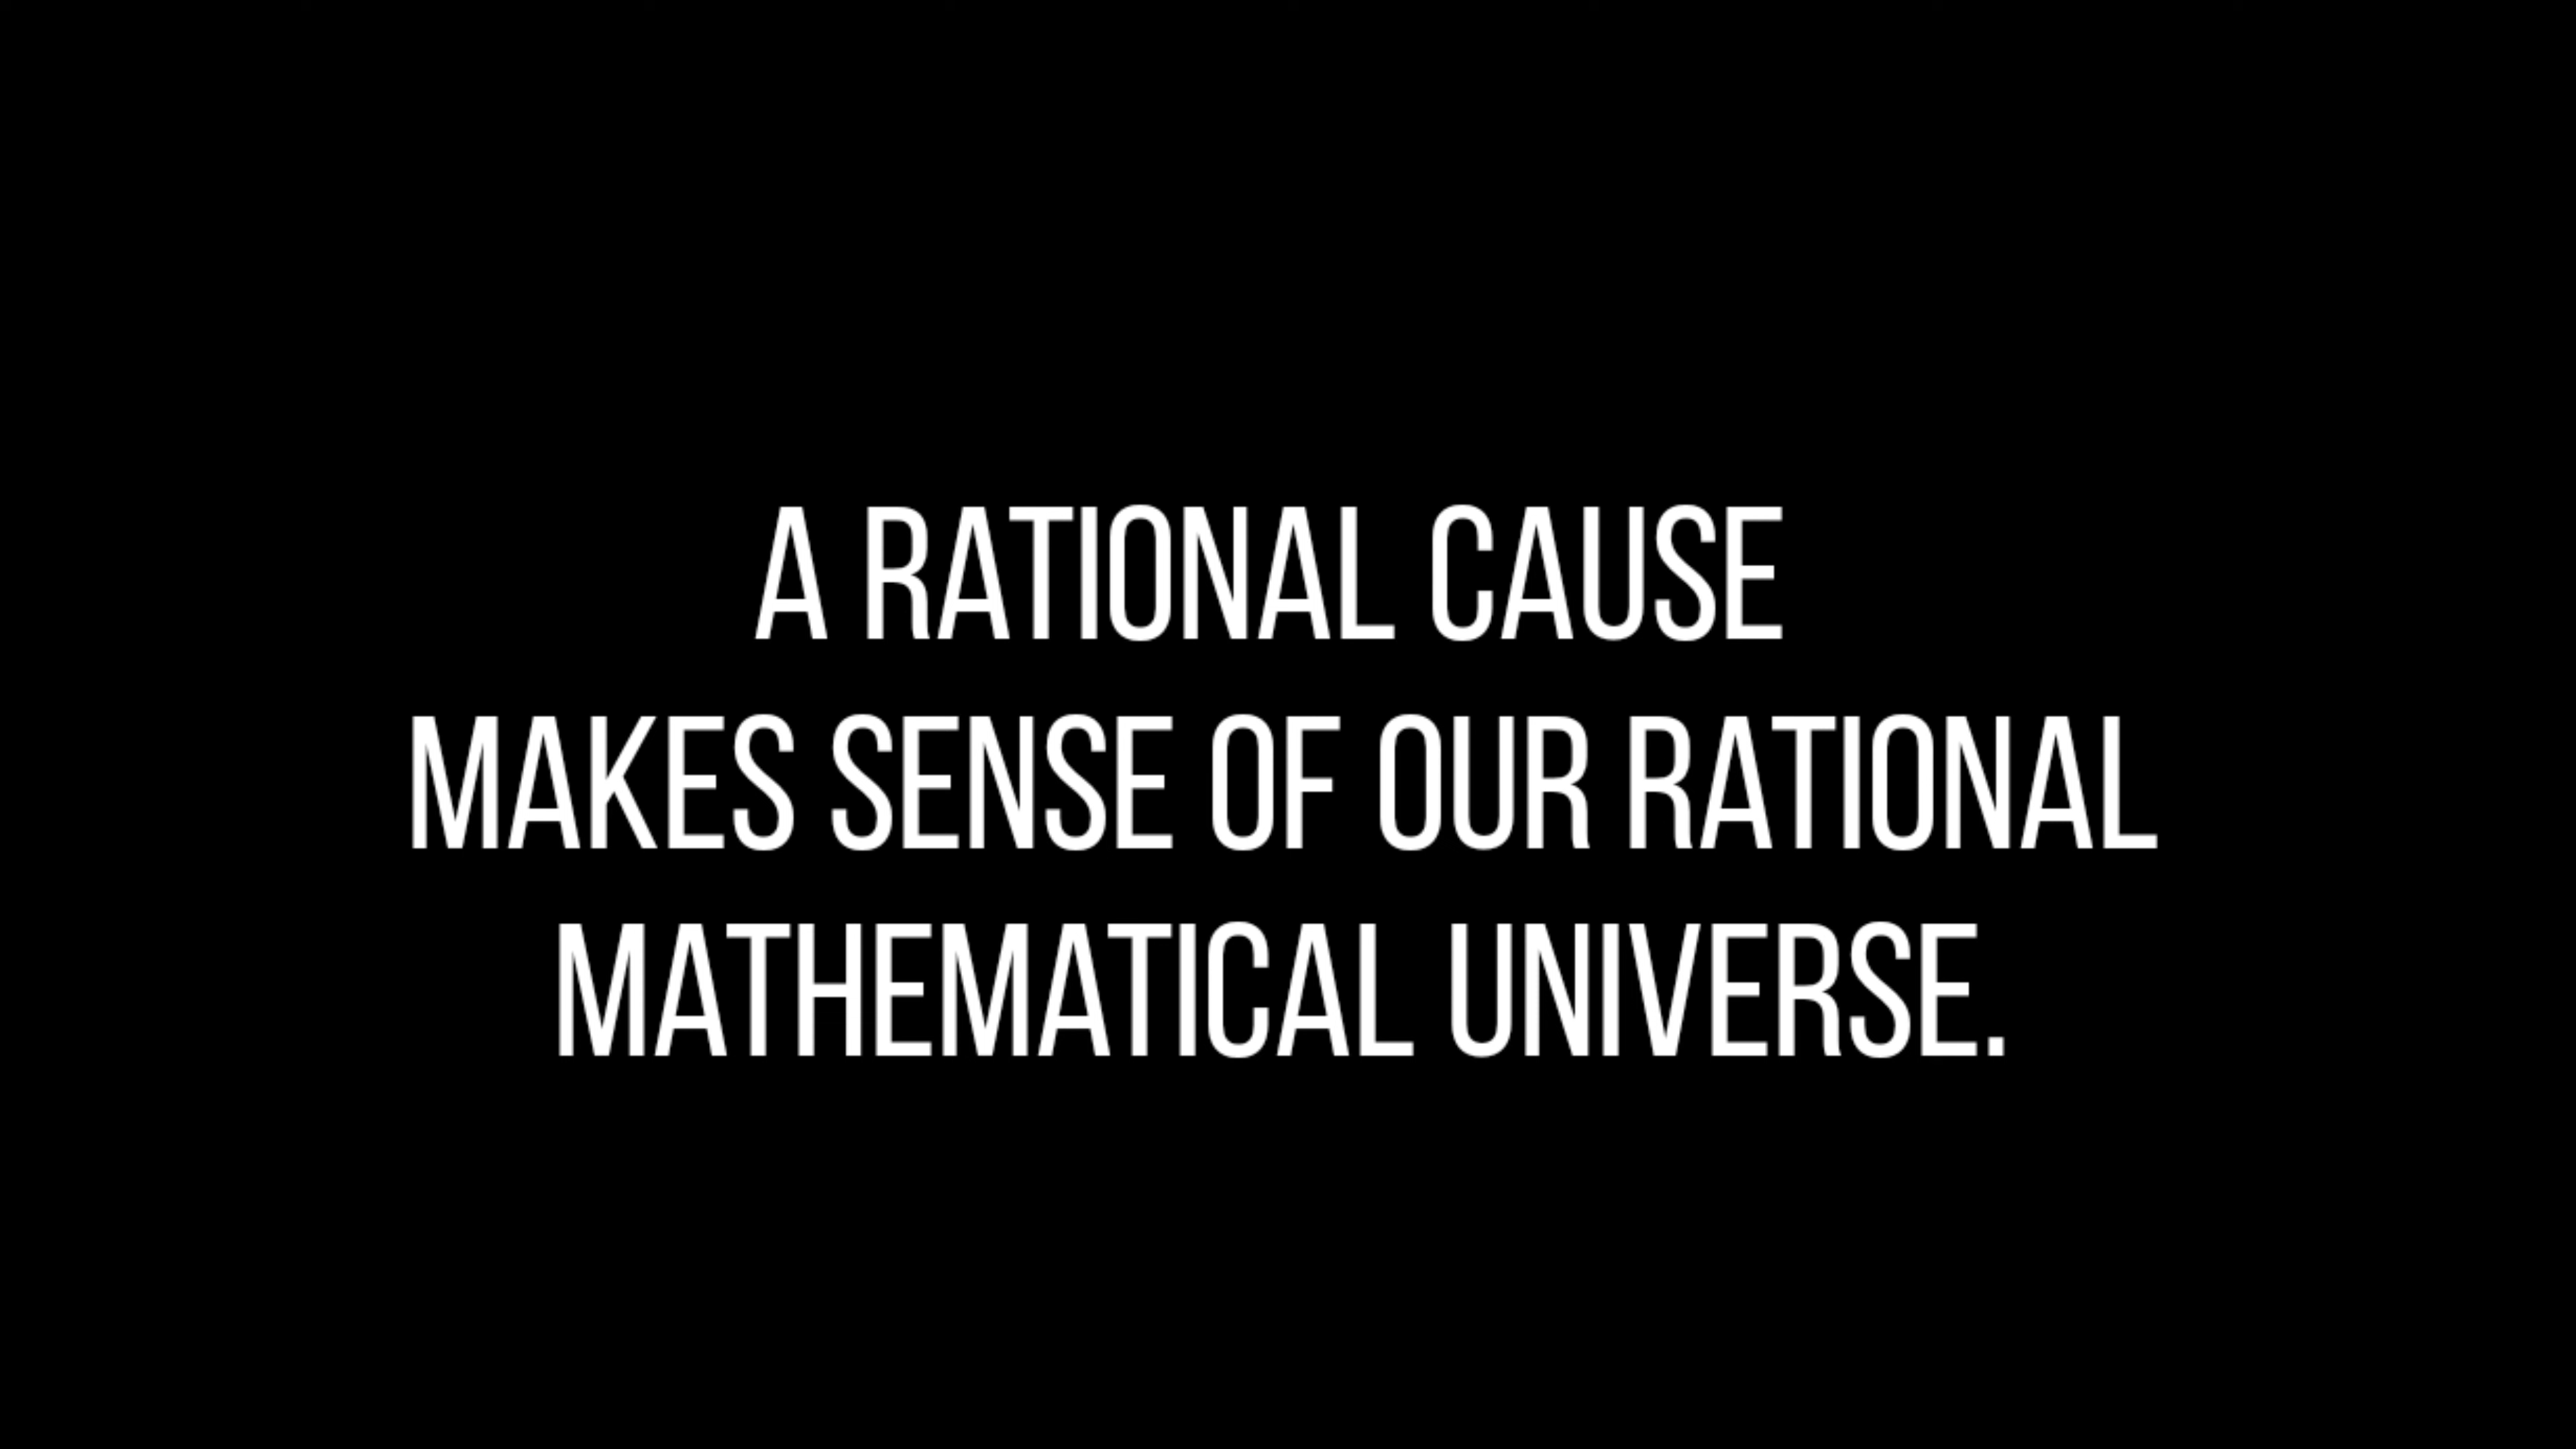 A RATIONAL CAUSE
MAKES SENSE OF OUR RATIONAL
MATHEMATICAL UNIVERSE.